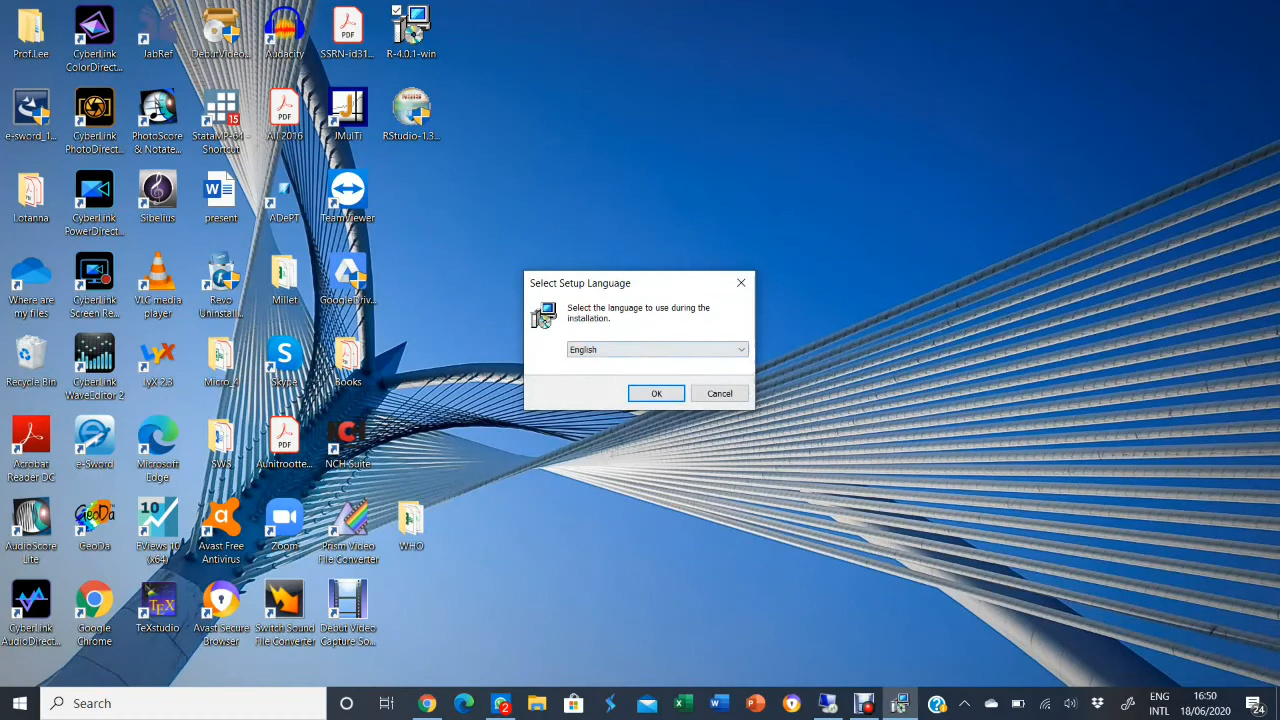 Prof.Lee
CyberLink
ColorDirect...
JabRef
DebutVideo...
Audacity
SSRN-id31...
R-4.0.1-win
e-sword_1...
CyberLink
PhotoDirect...
PhotoScore
& Notate...
StataMP-64 -
Shortcut
Ali 2016
JMulTi
RStudio-1.3...
Lotanna
CyberLink
PowerDirect...
Sibelius
present
ADePT
TeamViewer
Where are
my files
CyberLink
Screen Re...
VLC media
player
Revo
Uninstall...
Millet
GoogleDriv...
Recycle Bin
CyberLink
WaveEditor 2
LyX 2.3
Micro_4
Skype
Books
Acrobat
Reader DC
e-Sword
Microsoft
Edge
SWS
Aunitrootte...
NCH Suite
AudioScore
Lite
GeoDa
EViews 10
(x64)
Avast Free
Antivirus
Zoom
Prism Video
File Converter
WHO
CyberLink
AudioDirect...
Google
Chrome
TeXstudio
Avast Secure
Browser
Switch Sound
File Converter
Debut Video
Capture So...
Select Setup Language
Select the language to use during the
installation.
English
OK
Cancel
Search
ENG
INTL
16:50
18/06/2020
24